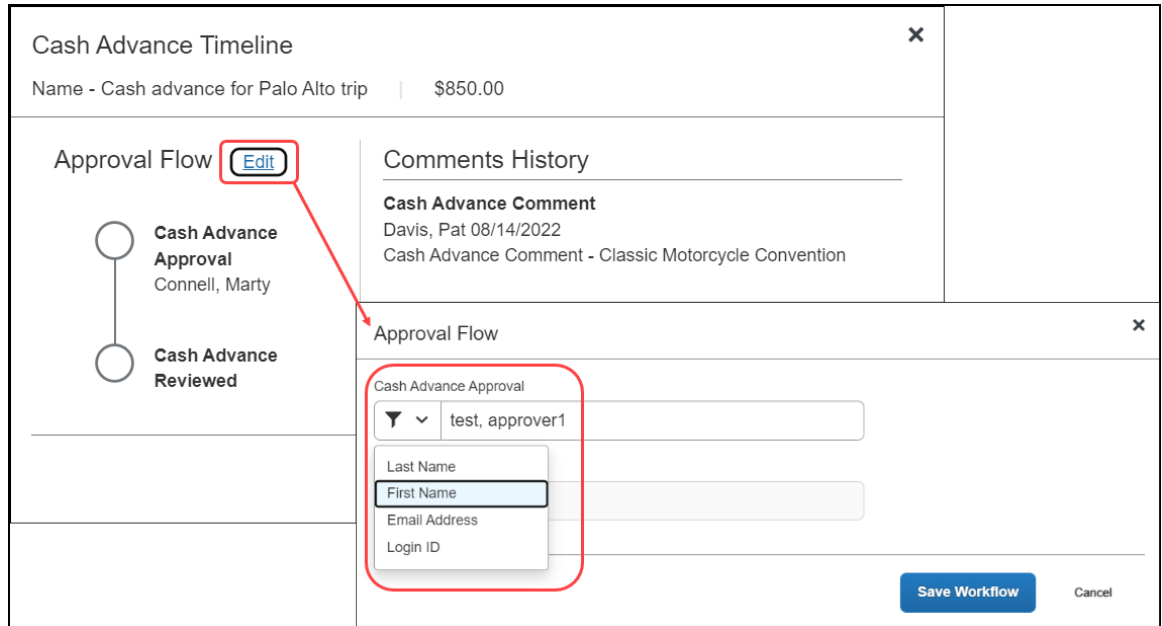 Cash Advance Timeline
Name - Cash advance for Palo Alto trip | $850.00
Approval Flow Edit
Cash Advance
Approval
Connell, Marty
Cash Advance
Reviewed
Comments History
Cash Advance Comment
Davis, Pat 08/14/2022
Cash Advance Comment - Classic Motorcycle Convention
Approval Flow
Cash Advance Approval
test, approver1
Last Name
First Name
Email Address
Login ID
Save Workflow Cancel